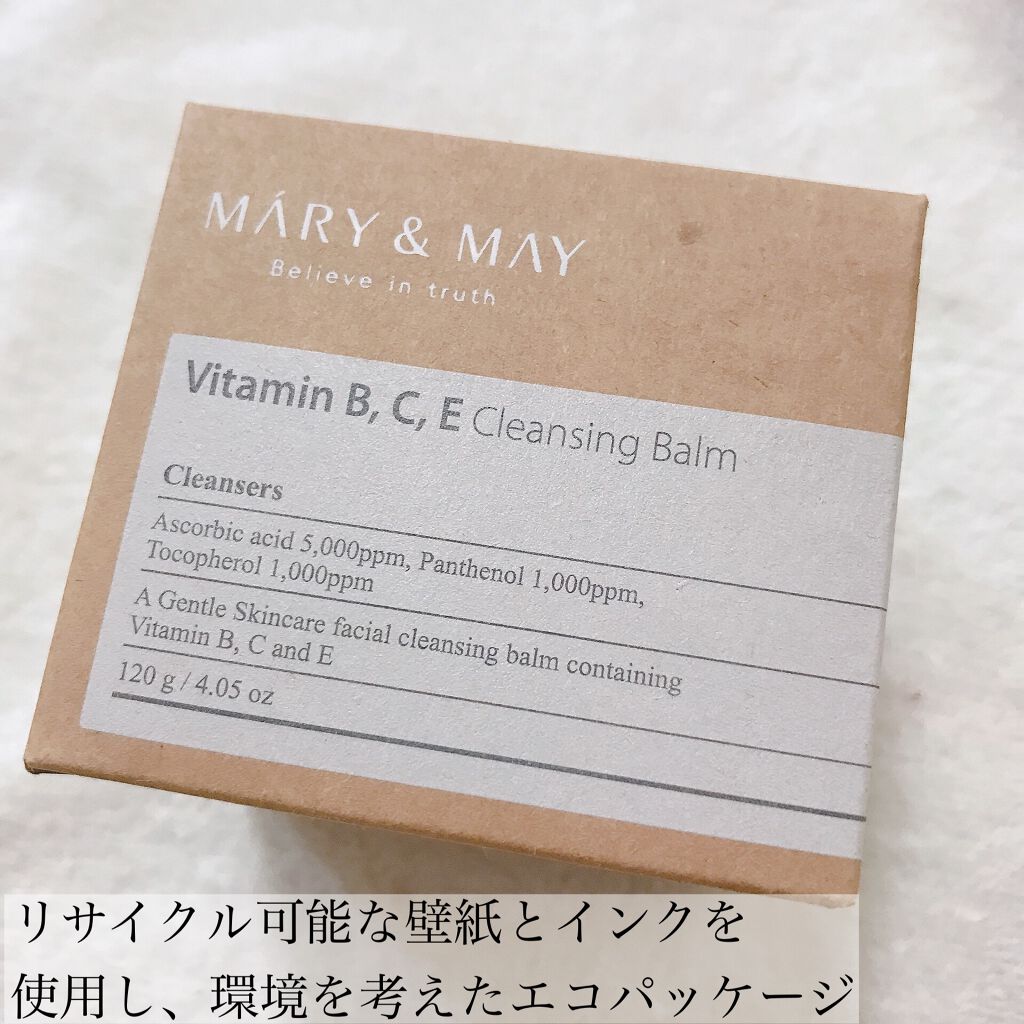 MÁRY & MAY
Believe in truth
Vitamin B, C, E Cleansing Balm
Cleansers
Ascorbic acid 5,000ppm, Panthenol 1,000ppm,
Tocopherol 1,000ppm
A Gentle Skincare facial cleansing balm containing
Vitamin B, C and E
120 g / 4.05 oz
リサイクル可能な壁紙とインクを
使用し、環境を考えたエコパッケージ